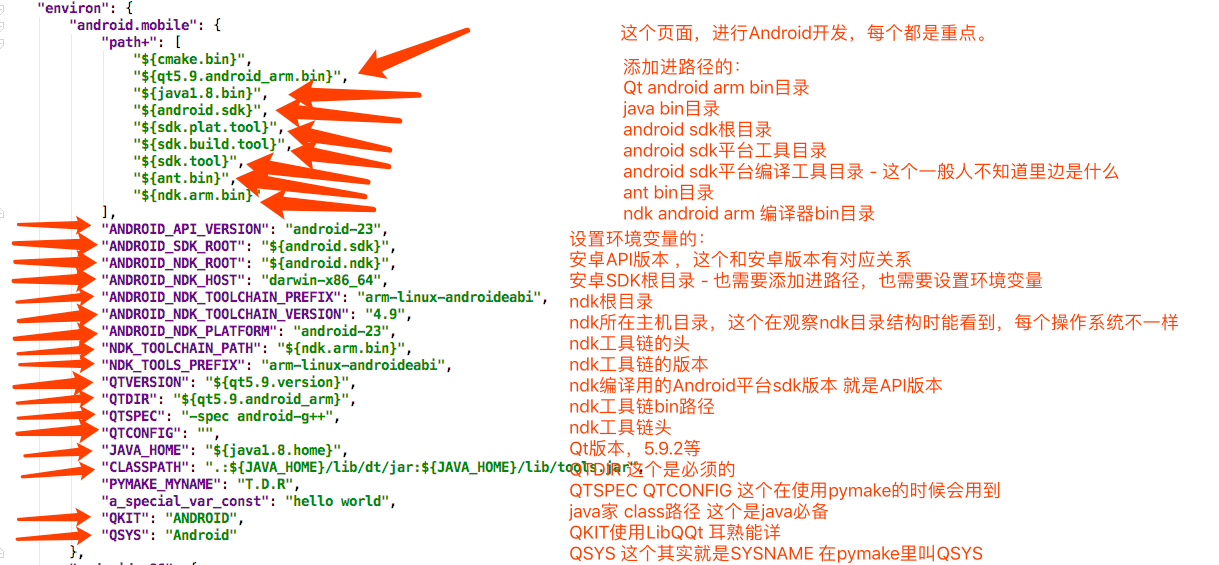 "environ": {
"android.mobile": {
"path+": [
"${cmake.bin}",
"${qt5.9.android_arm.bin}",
"${java1.8.bin}",
"${android.sdk}",
"${sdk.plat.tool}",
"${sdk.build.tool}",
"${sdk.tool}",
"${ant.bin}",
"${ndk.arm.bin}"
],
"ANDROID_API_VERSION": "android-23",
"ANDROID_SDK_ROOT": "${android.sdk}",
"ANDROID_NDK_ROOT": "${android.ndk}",
"ANDROID_NDK_HOST": "darwin-x86_64",
"ANDROID_NDK_TOOLCHAIN_PREFIX": "arm-linux-androideabi",
"ANDROID_NDK_TOOLCHAIN_VERSION": "4.9",
"ANDROID_NDK_PLATFORM": "android-23",
"NDK_TOOLCHAIN_PATH": "${ndk.arm.bin}",
"NDK_TOOLS_PREFIX": "arm-linux-androideabi",
"QTVERSION": "${qt5.9.version}",
"QTDIR": "${qt5.9.android_arm}",
"QTSPEC": "-spec android-g++",
"QTCONFIG": "",
"JAVA_HOME": "${java1.8.home}",
"CLASSPATH": ".:${JAVA_HOME}/lib/dt/jar:${JAVA_HOME}/lib/tools.jar",
"PYMAKE_MYNAME": "T.D.R",
"a_special_var_const": "hello world",
"QKIT": "ANDROID",
"QSYS": "Android"
},
这个页面，进行Android开发，每个都是重点。
添加进路径的：
Qt android arm bin目录
java bin目录
android sdk根目录
android sdk平台工具目录
android sdk平台编译工具目录 - 这个一般人不知道里边是什么
ant bin目录
ndk android arm 编译器bin目录
设置环境变量的：
安卓API版本 ，这个和安卓版本有对应关系
安卓SDK根目录 - 也需要添加进路径，也需要设置环境变量
ndk根目录
ndk所在主机目录，这个在观察ndk目录结构时能看到，每个操作系统不一样
ndk工具链的头
ndk工具链的版本
ndk编译用的Android平台sdk版本 就是API版本
ndk工具链bin路径
ndk工具链头
Qt版本，5.9.2等
QTDIR 这个是必须的
QTSPEC QTCONFIG 这个在使用pymake的时候会用到
java家 class路径 这个是java必备
QKIT使用LibQQt 耳熟能详
QSYS 这个其实就是SYSNAME 在pymake里叫QSYS